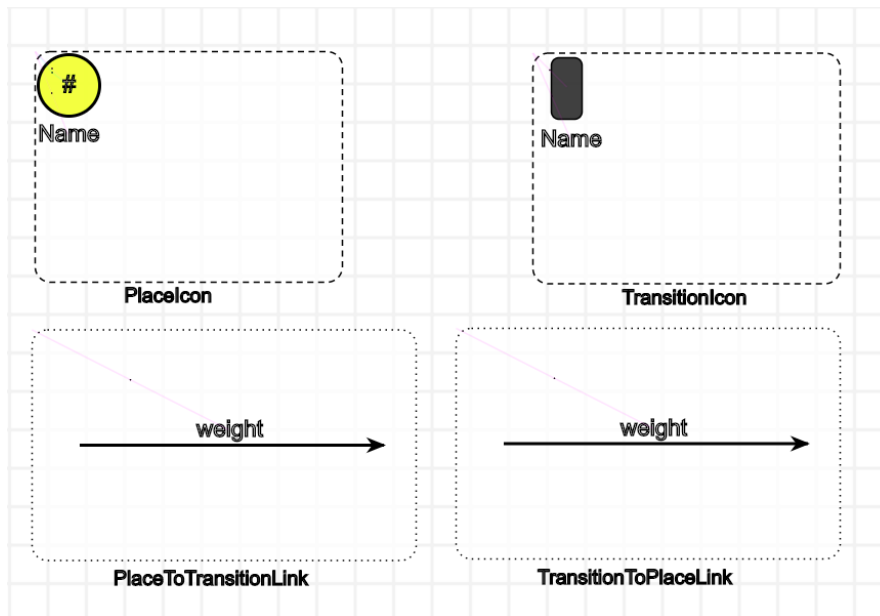 #
Name
Name
PlaceIcon
TransitionIcon
weight
weight
PlaceToTransitionLink
TransitionToPlaceLink